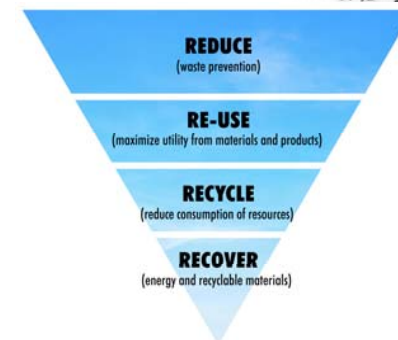 REDUCE
(waste prevention)
RE-USE
(maximize utility from materials and products)
RECYCLE
(reduce consumption of resources)
RECOVER
(energy and recyclable materials)